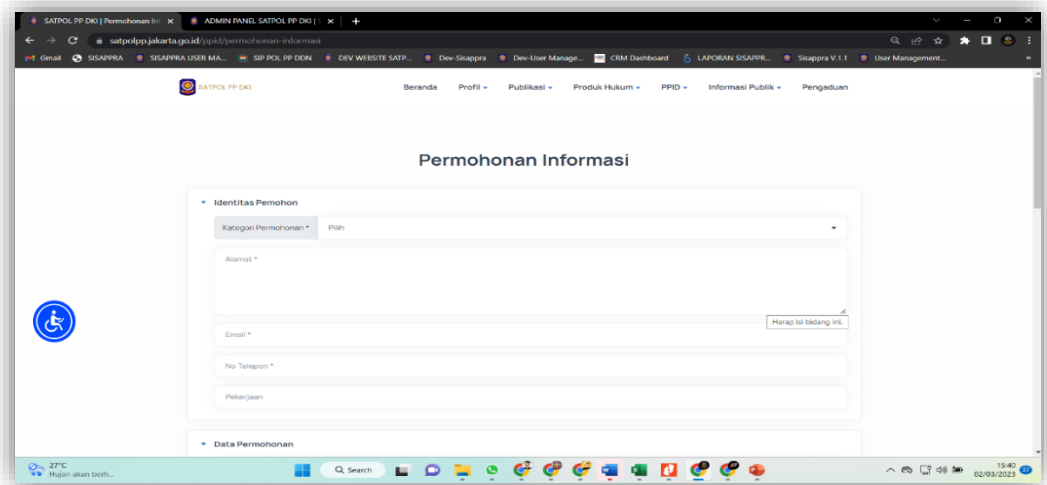 SATPOL PP DKI | Permohonan In
ADMIN PANEL SATPOL PP DKI |
satpolpp.jakarta.go.id/ppid/permohonan-informasi
Gmail SISAPPRA SISAPPRA USER MA... SIP POL PP DDN DEV WEBSITE SATP... Dev-Sisappra Dev-User Manage... CRM Dashboard LAPORAN SISAPPR... Sisappra V.1.1 User Management...
SATPOL PP DKI Beranda Profil Publikasi Produk Hukum PPID Informasi Publik Pengaduan
Permohonan Informasi
Identitas Pemohon
Kategori Permohonan * Pilih
Alamat *
Harap isi bidang ini.
Email *
No Telepon *
Pekerjaan
Data Permohonan
27°C
Hujan akan berh...
Search
15:40
02/03/2023